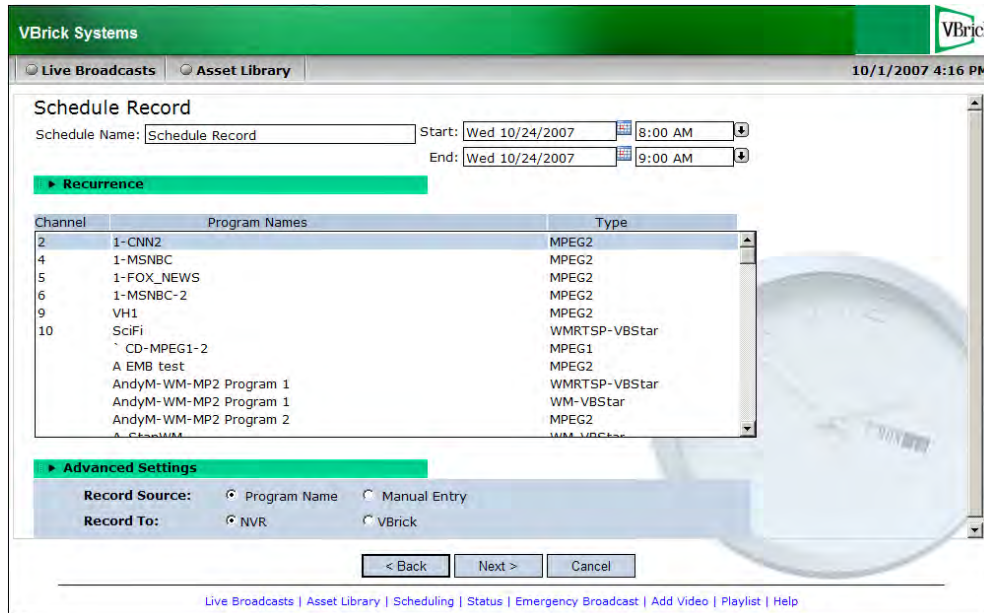 VBrick Systems
VBric
Live Broadcasts Asset Library 10/1/2007 4:16 PM
Schedule Record
Schedule Name: Schedule Record Start: Wed 10/24/2007 8:00 AM
End: Wed 10/24/2007 9:00 AM
Recurrence
Channel Program Names Type
2 1-CNN2 MPEG2
4 1-MSNBC MPEG2
5 1-FOX_NEWS MPEG2
6 1-MSNBC-2 MPEG2
9 VH1 MPEG2
10 SciFi WMRTSP-VBStar
` CD-MPEG1-2 MPEG1
A EMB test MPEG2
AndyM-WM-MP2 Program 1 WMRTSP-VBStar
AndyM-WM-MP2 Program 1 WM-VBStar
AndyM-WM-MP2 Program 2 MPEG2
A-StanWM WM-VBStar
Advanced Settings
Record Source: Program Name Manual Entry
Record To: NVR VBrick
< Back Next > Cancel
Live Broadcasts | Asset Library | Scheduling | Status | Emergency Broadcast | Add Video | Playlist | Help